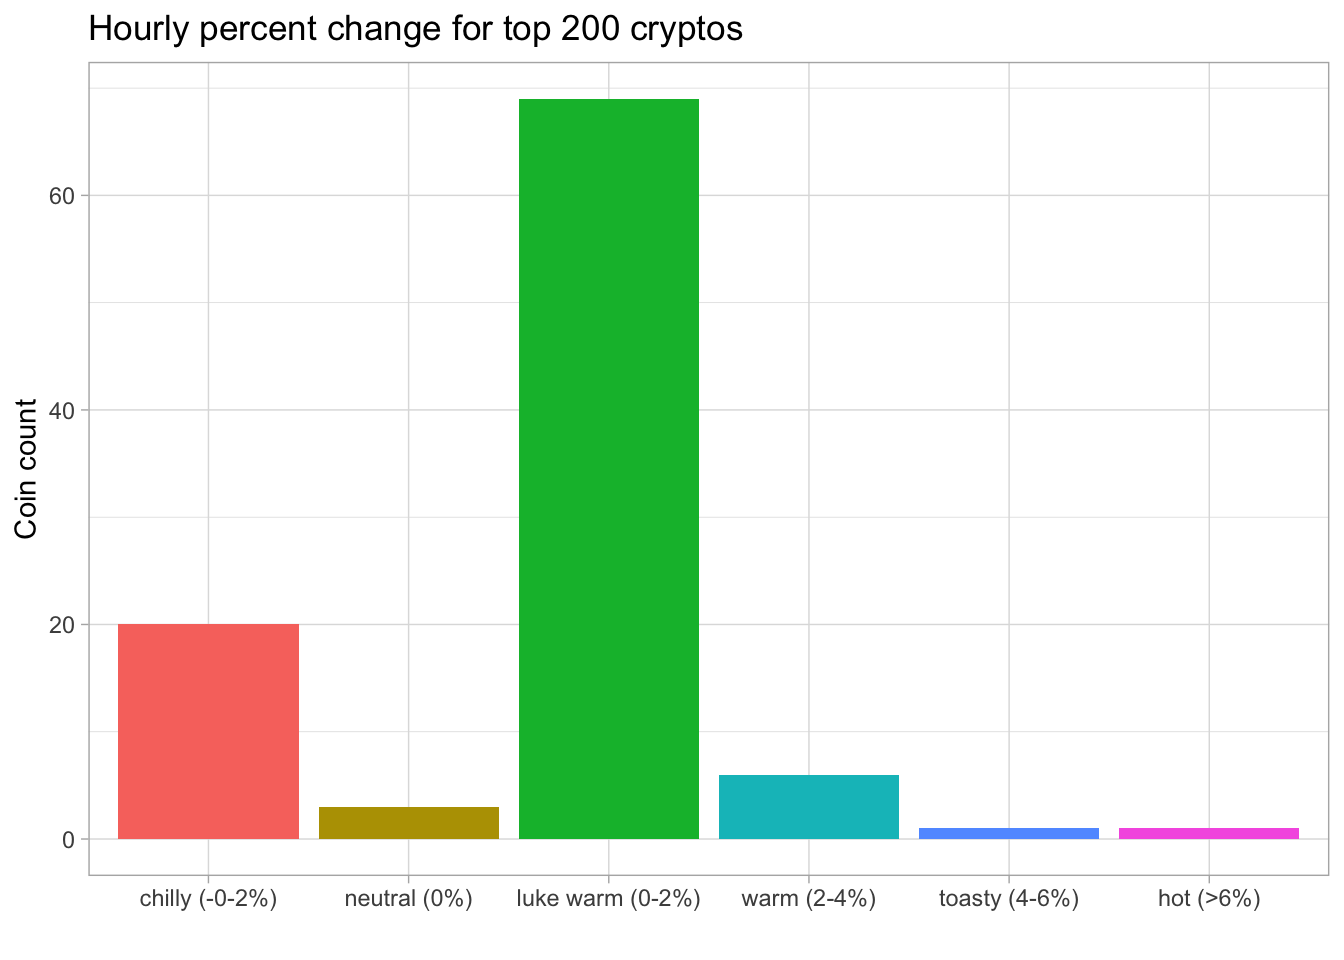 Hourly percent change for top 200 cryptos
Coin count
60
40
20
0
chilly (-0-2%) neutral (0%) luke warm (0-2%) warm (2-4%) toasty (4-6%) hot (>6%)